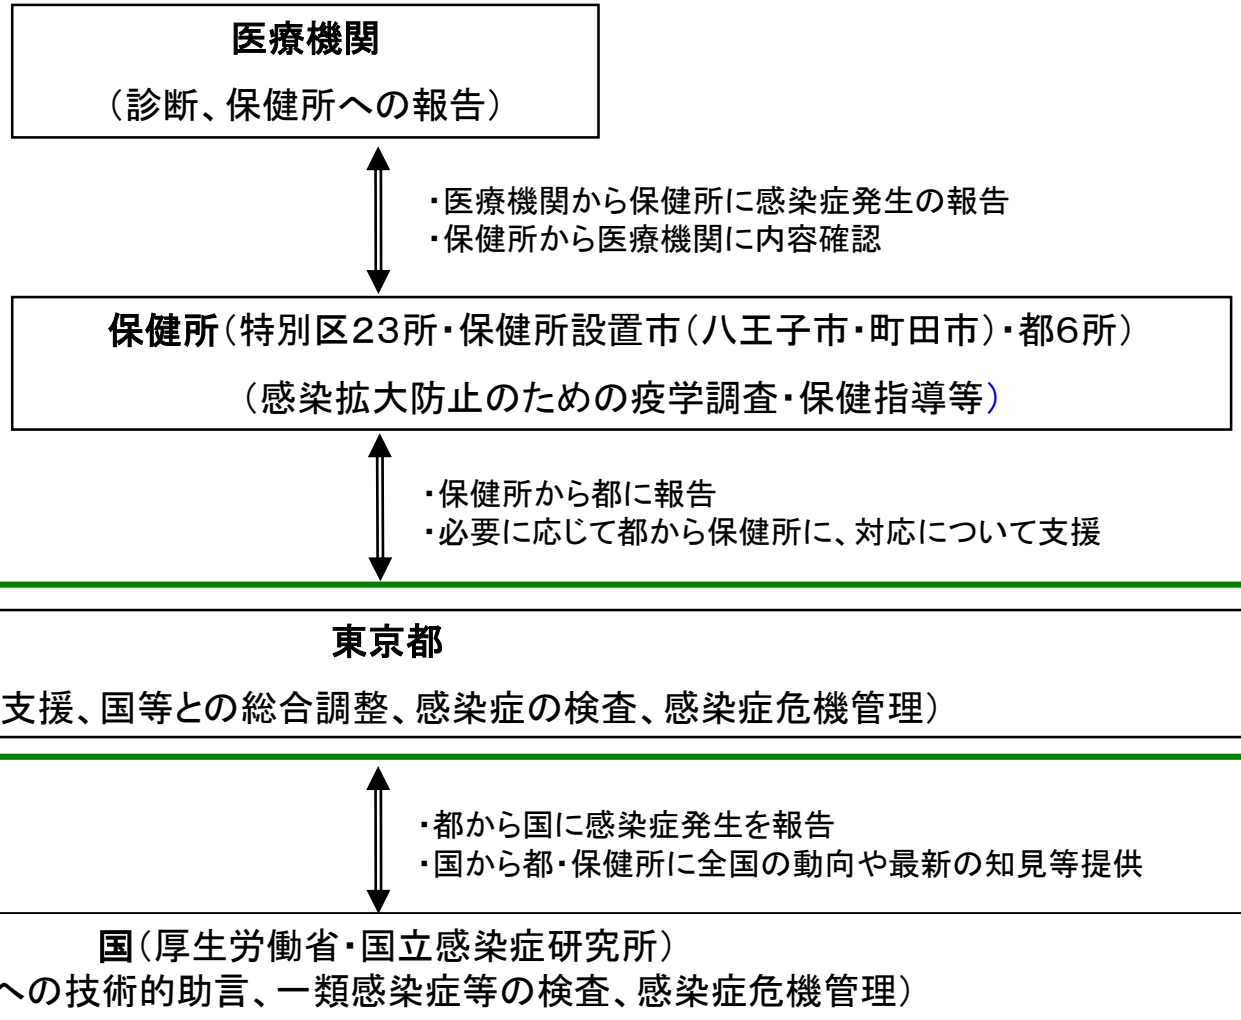 医療機関
（診断、保健所への報告）
・医療機関から保健所に感染症発生の報告
・保健所から医療機関に内容確認
保健所（特別区２３所・保健所設置市（八王子市・町田市）・都６所）
（感染拡大防止のための疫学調査・保健指導等）
・保健所から都に報告
・必要に応じて都から保健所に、対応について支援
東京都
支援、国等との総合調整、感染症の検査、感染症危機管理）
・都から国に感染症発生を報告
・国から都・保健所に全国の動向や最新の知見等提供
国（厚生労働省・国立感染症研究所）
への技術的助言、一類感染症等の検査、感染症危機管理）